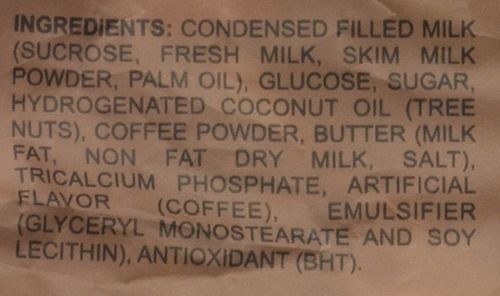 INGREDiENTS: CONDENSED FILLED MILK
(SUCROSE, FRESH MILK, SKIM MILK
POWDER, PALM OIL), GLUCOSE, SUGAR,
HYDROGENATED COCONUT OIL (TREE
NUTS), COFFEE POWDER, BUTTER (MILK
FAT, NON FAT DRY MILK, SALT),
TRICALCIUM PHOSPHATE, ARTIFICIAL
FLAVOR (COFFEE), EMULSIFIER
(GLYCERYL MONOSTEARATE AND SOY
LECITHIN), ANTIOXiDANT (BHT).